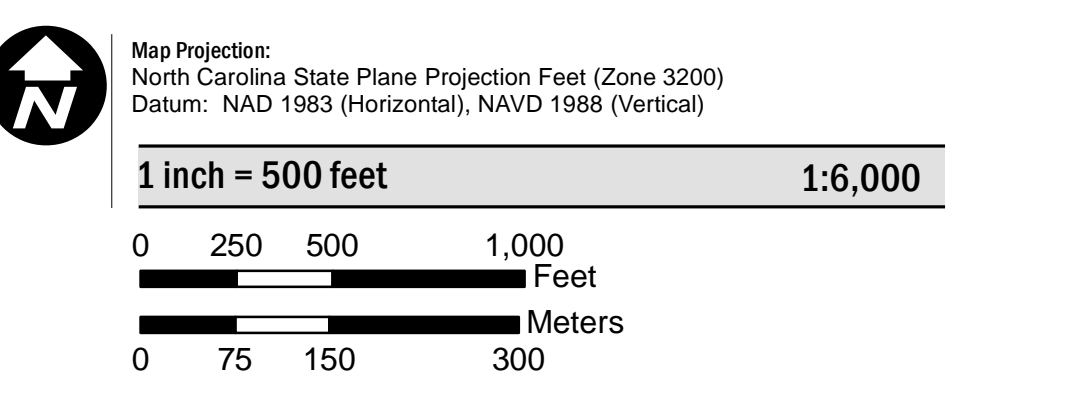 N
Map Projection:
North Carolina State Plane Projection Feet (Zone 3200)
Datum: NAD 1983 (Horizontal), NAVD 1988 (Vertical)
1 inch = 500 feet 1:6,000
0 250 500 1,000
Feet
Meters
0 75 150 300